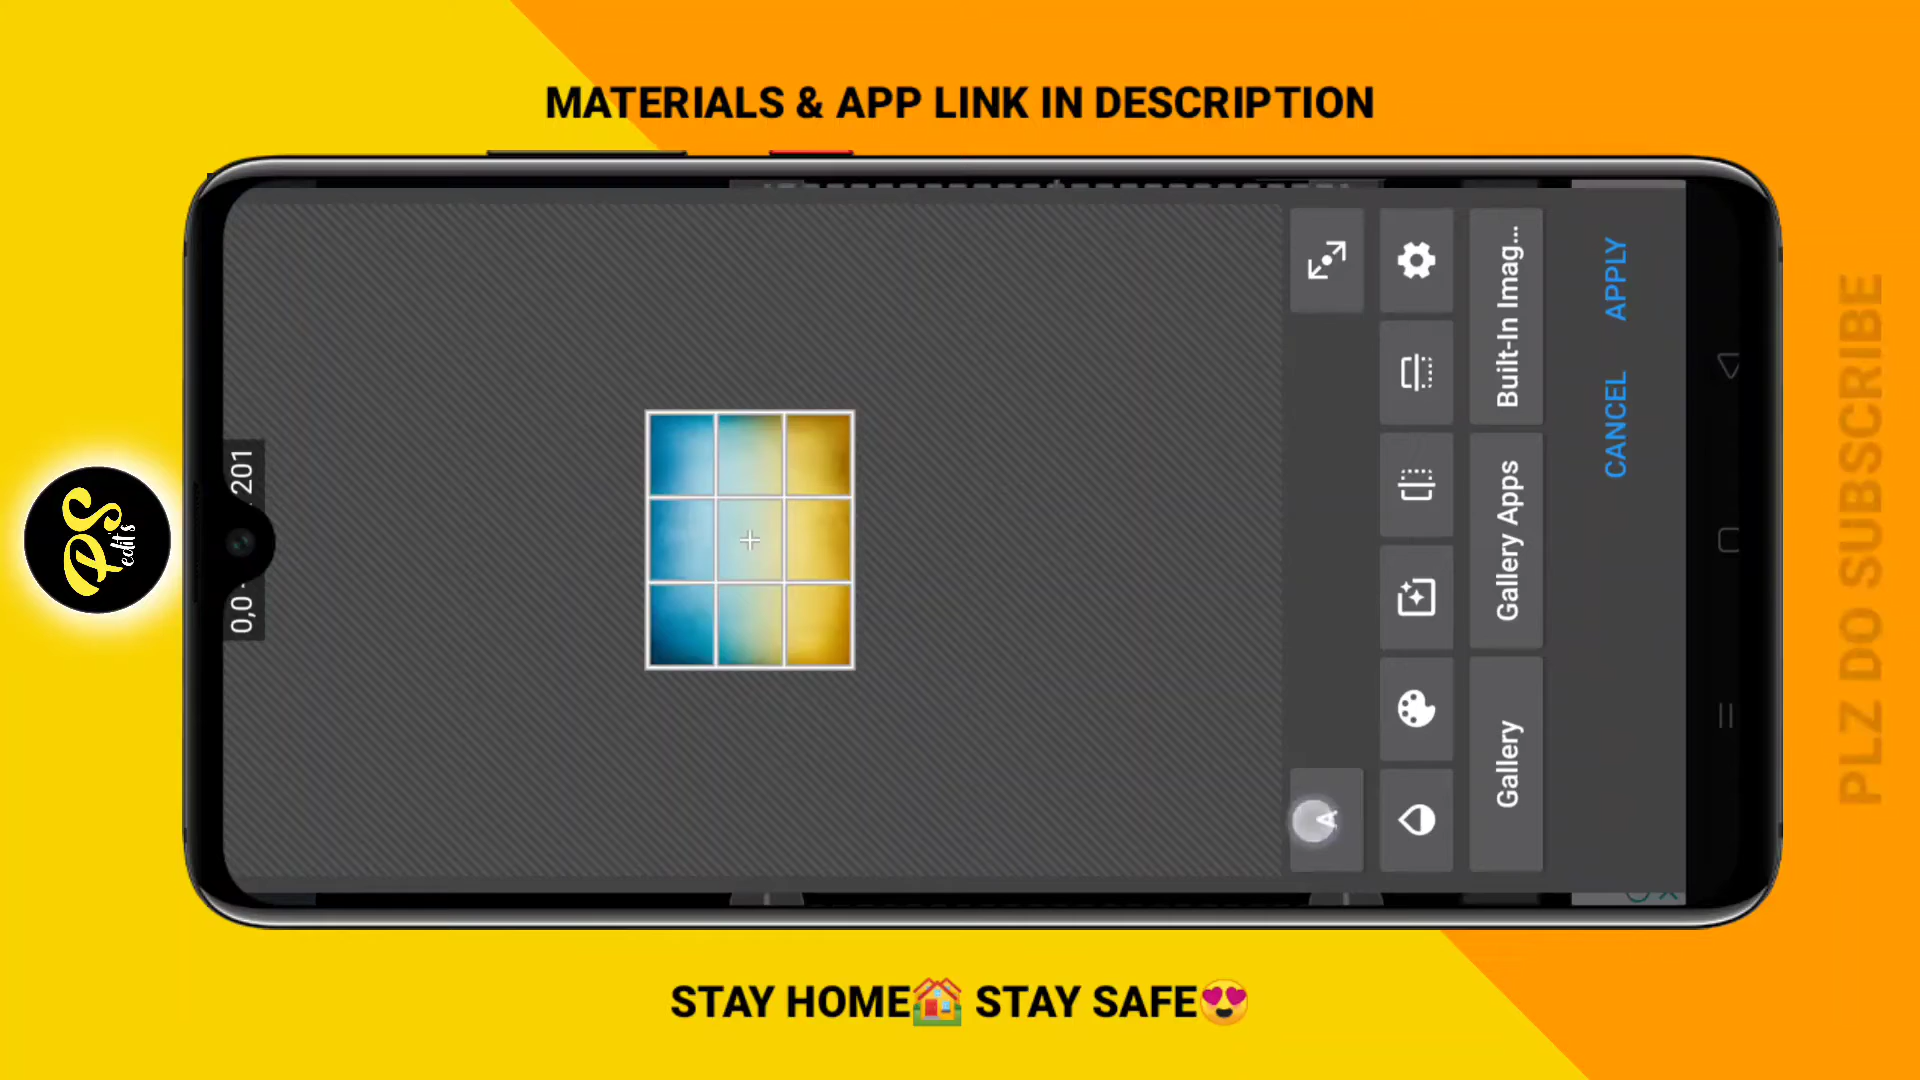 MATERIALS & APP LINK IN DESCRIPTION
PS
edit's
201
0,0
Built-In Imag...
Gallery Apps
Gallery
A
APPLY
CANCEL
PLZ DO SUBSCRIBE
STAY HOME🏠 STAY SAFE😍